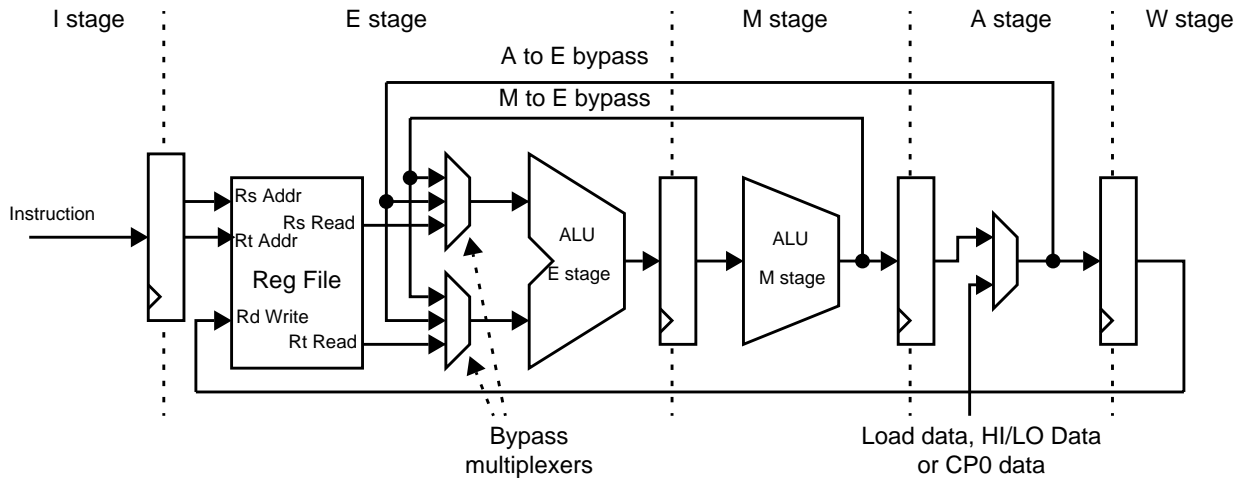 I stage
E stage
M stage
A stage
W stage
A to E bypass
M to E bypass
Instruction
Rs Addr
Rs Read
Rt Addr
Reg File
Rd Write
Rt Read
ALU
E stage
ALU
M stage
Bypass
multiplexers
Load data, HI/LO Data
or CP0 data